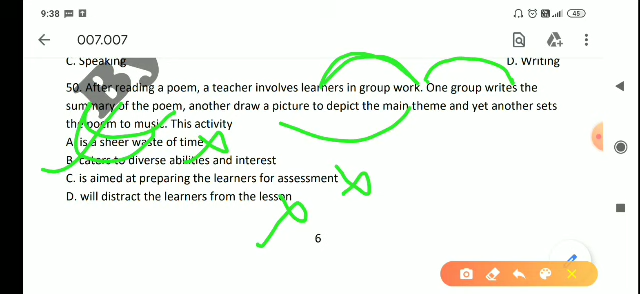 9:38
45
007.007
C. Speaking
D. Writing
50. After reading a poem, a teacher involves learners in group work. One group writes the
summary of the poem, another draw a picture to depict the main theme and yet another sets
the poem to music. This activity
A. is a sheer waste of time
B. caters to diverse abilities and interest
C. is aimed at preparing the learners for assessment
D. will distract the learners from the lesson
6